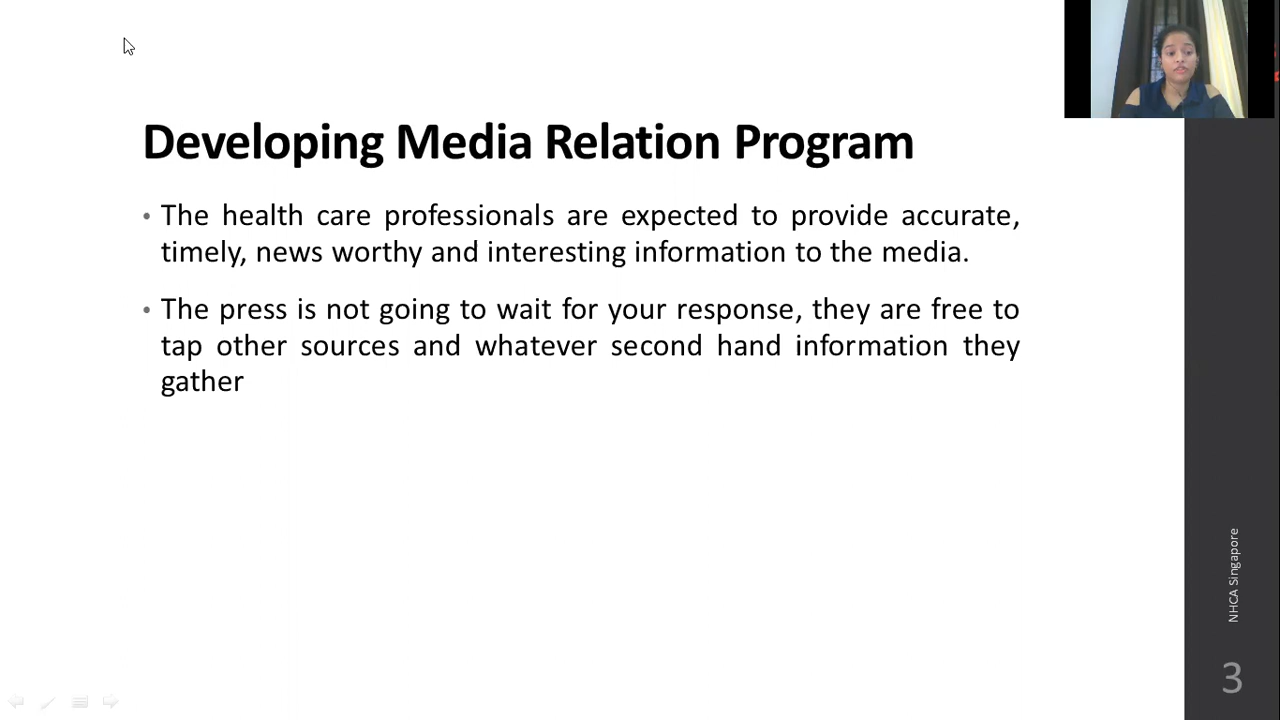 Developing Media Relation Program
• The health care professionals are expected to provide accurate,
timely, news worthy and interesting information to the media.
• The press is not going to wait for your response, they are free to
tap other sources and whatever second hand information they
gather
NHCA Singapore
3